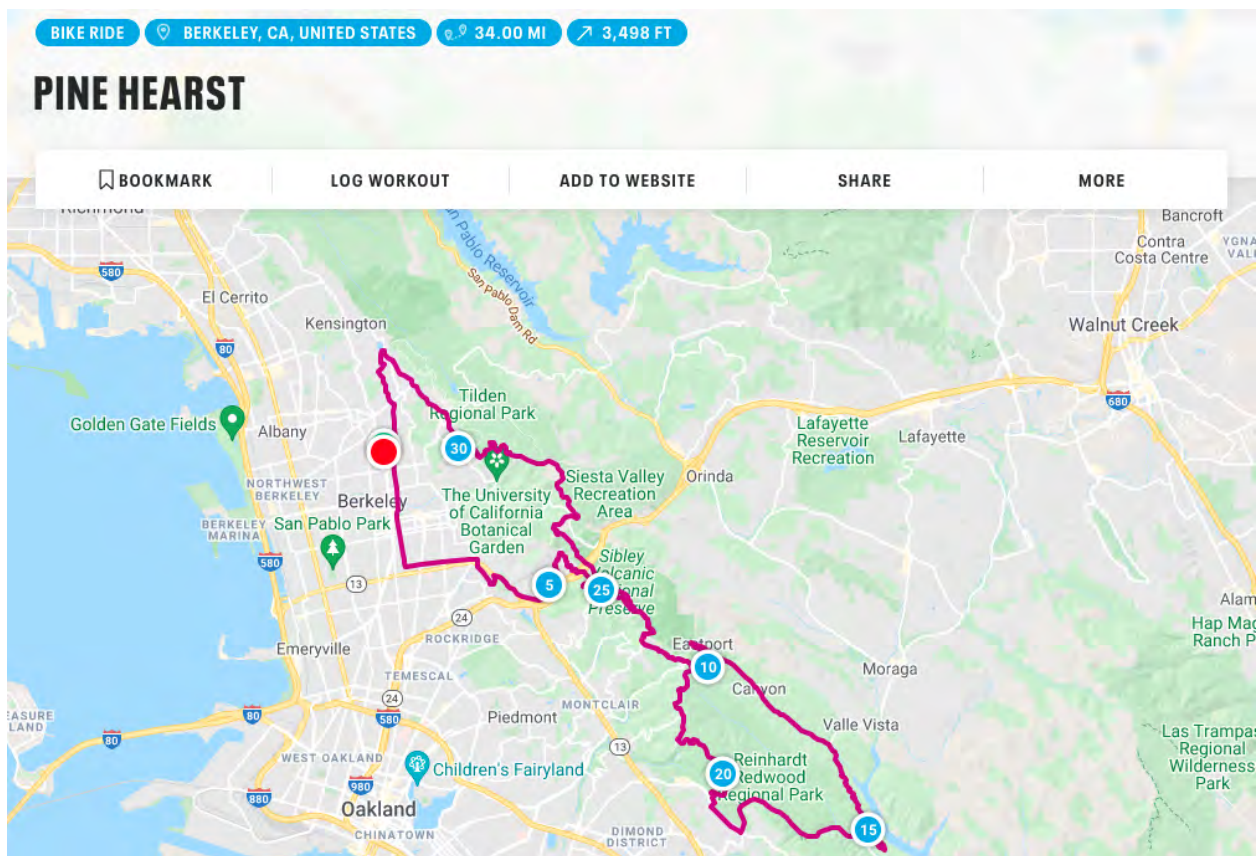 BIKE RIDE
BERKELEY, CA, UNITED STATES
34.00 MI
3,498 FT
PINE HEARST
BOOKMARK
LOG WORKOUT
ADD TO WEBSITE
SHARE
MORE
Richmond
Bancroft
Contra
Costa Centre
YGNA
VAL
580
San Pablo Reservoir
San Pablo Dam Rd
El Cerrito
Kensington
80
Walnut Creek
680
Tilden
Regional Park
Golden Gate Fields
Albany
Lafayette
Reservoir
Recreation
Lafayette
30
NORTHWEST
BERKELEY
Berkeley
The University
of California
Botanical
Garden
Siesta Valley
Recreation
Area
Orinda
BERKELEY
MARINA
San Pablo Park
580
13
5
25
Sibley
Volcanic
Regional
Preserve
24
ROCKRIDGE
Alam
Hap Mag
Ranch P
Emeryville
Eastport
10
Moraga
TEMESCAL
Canyon
24
580
80
80
EASURE
LAND
Piedmont
MONTCLAIR
13
Valle Vista
Las Trampas
Regional
Wilderness
Park
WEST OAKLAND
980
880
Children's Fairyland
20
Reinhardt
Redwood
Regional Park
Oakland
CHINATOWN
DIMOND
DISTRICT
15